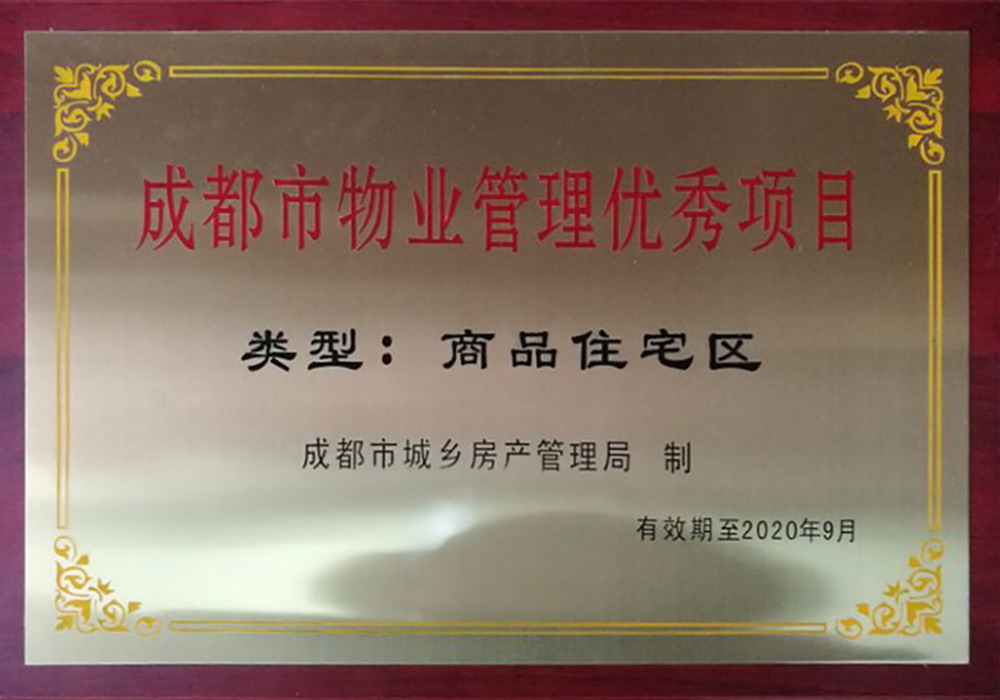 成都市物业管理优秀项目
类型：商品住宅区
成都市城乡房产管理局 制
有效期至2020年9月